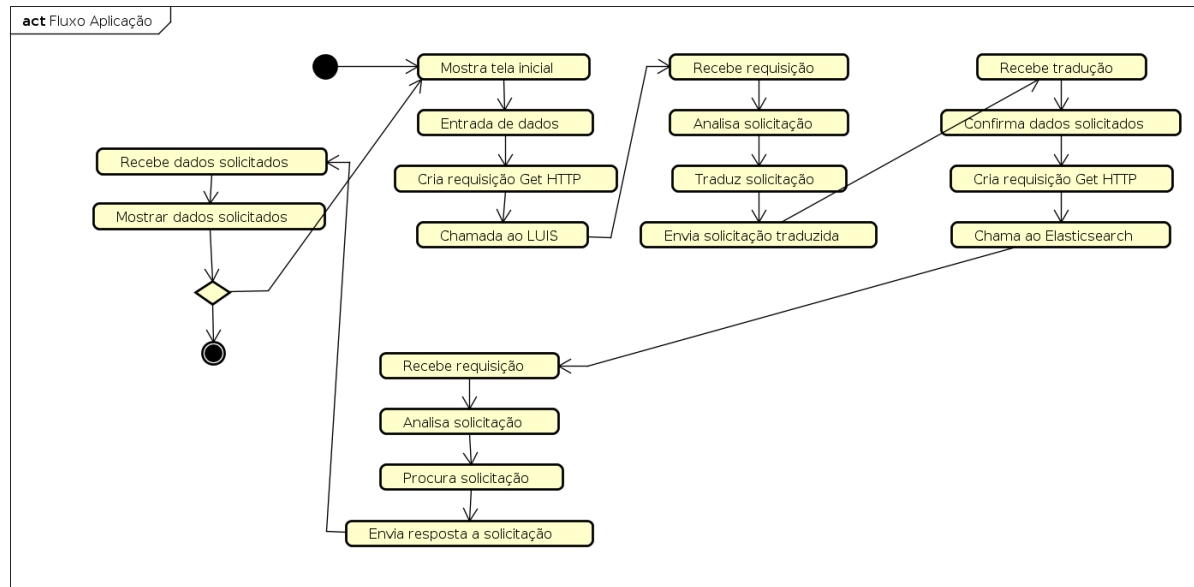 act Fluxo Aplicação
Mostra tela inicial
Entrada de dados
Cria requisição Get HTTP
Chamada ao LUIS
Recebe requisição
Analisa solicitação
Traduz solicitação
Envia solicitação traduzida
Recebe tradução
Confirma dados solicitados
Cria requisição Get HTTP
Chama ao Elasticsearch
Recebe requisição
Analisa solicitação
Procura solicitação
Envia resposta a solicitação
Recebe dados solicitados
Mostrar dados solicitados